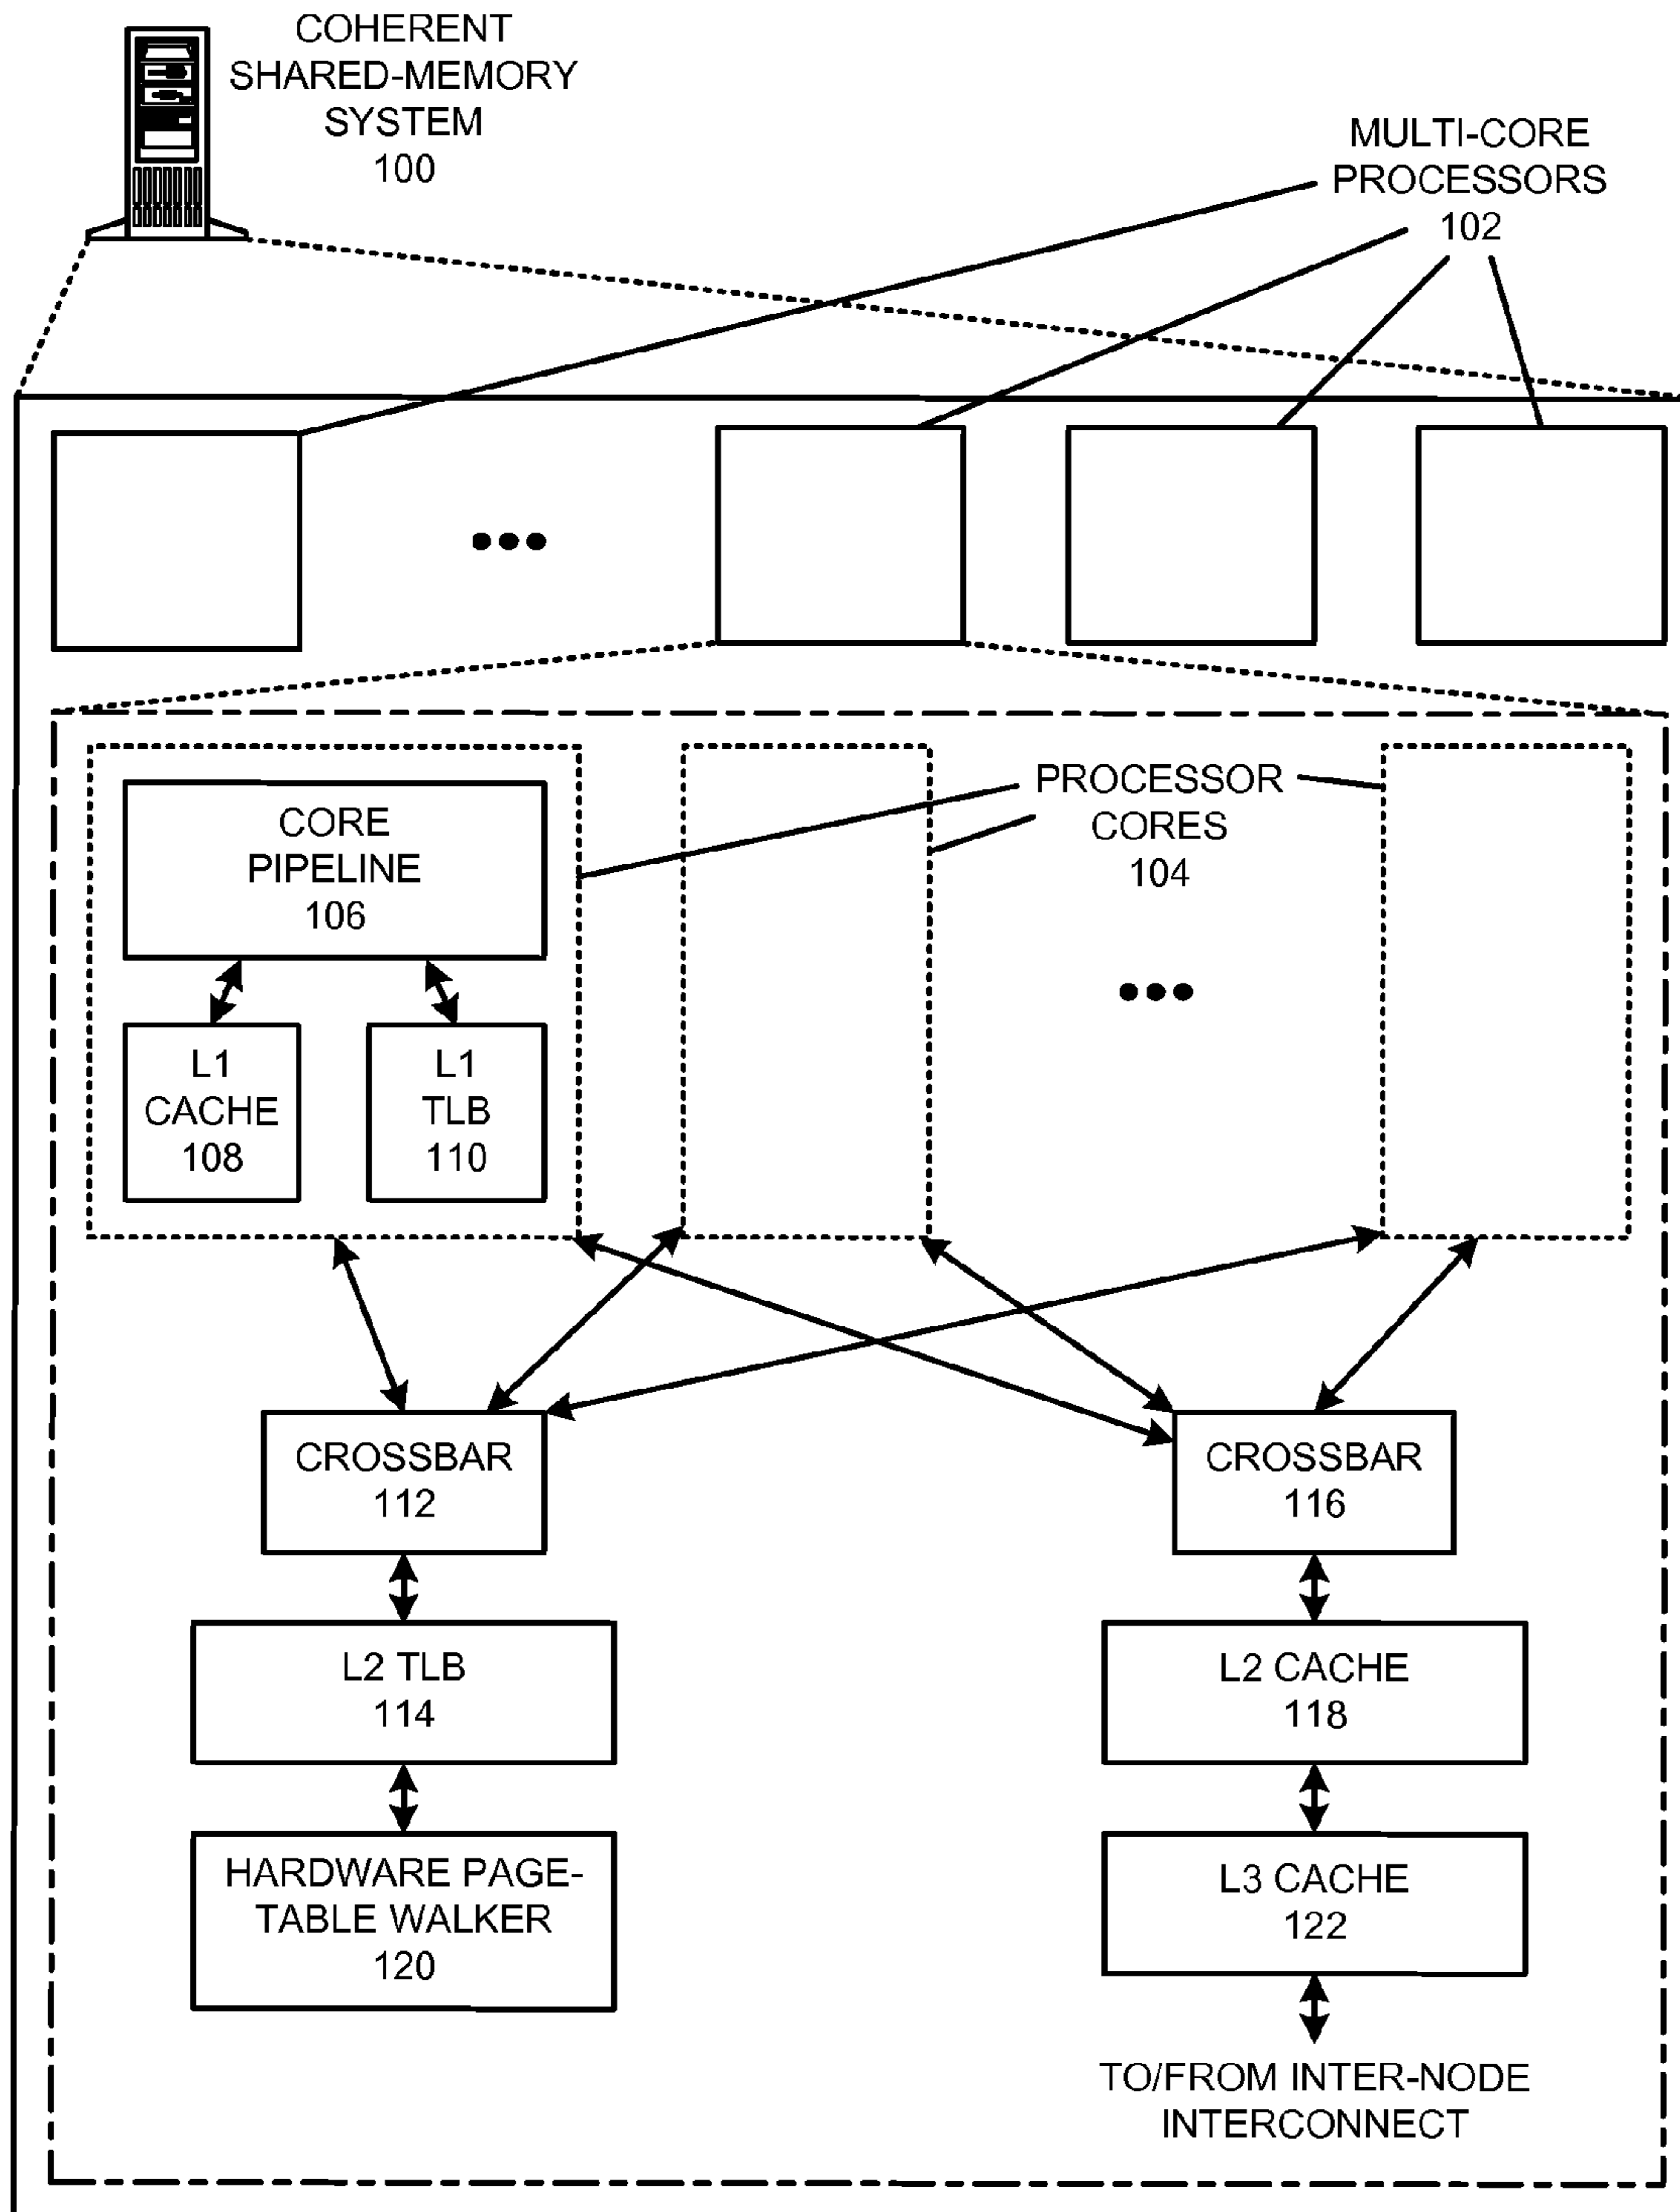 COHERENT
SHARED-MEMORY
SYSTEM
100
MULTI-CORE
PROCESSORS
102
PROCESSOR
CORES
104
CORE
PIPELINE
106
L1
CACHE
108
L1
TLB
110
CROSSBAR
112
CROSSBAR
116
L2 TLB
114
L2 CACHE
118
HARDWARE PAGE-
TABLE WALKER
120
L3 CACHE
122
TO/FROM INTER-NODE
INTERCONNECT